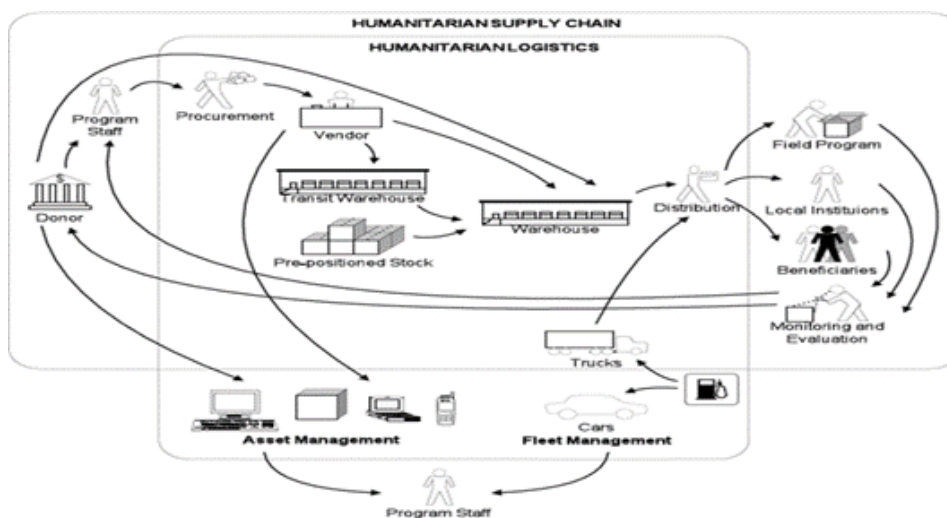 HUMANITARIAN SUPPLY CHAIN
HUMANITARIAN LOGISTICS
Program
Staff
Procurement
Vendor
Field Program
Donor
$
Transit Warehouse
Warehouse
Distribution
Local Instituions
Pre-positioned Stock
Beneficiaries
Monitoring and
Evaluation
Trucks
Cars
Asset Management
Fleet Management
Program Staff